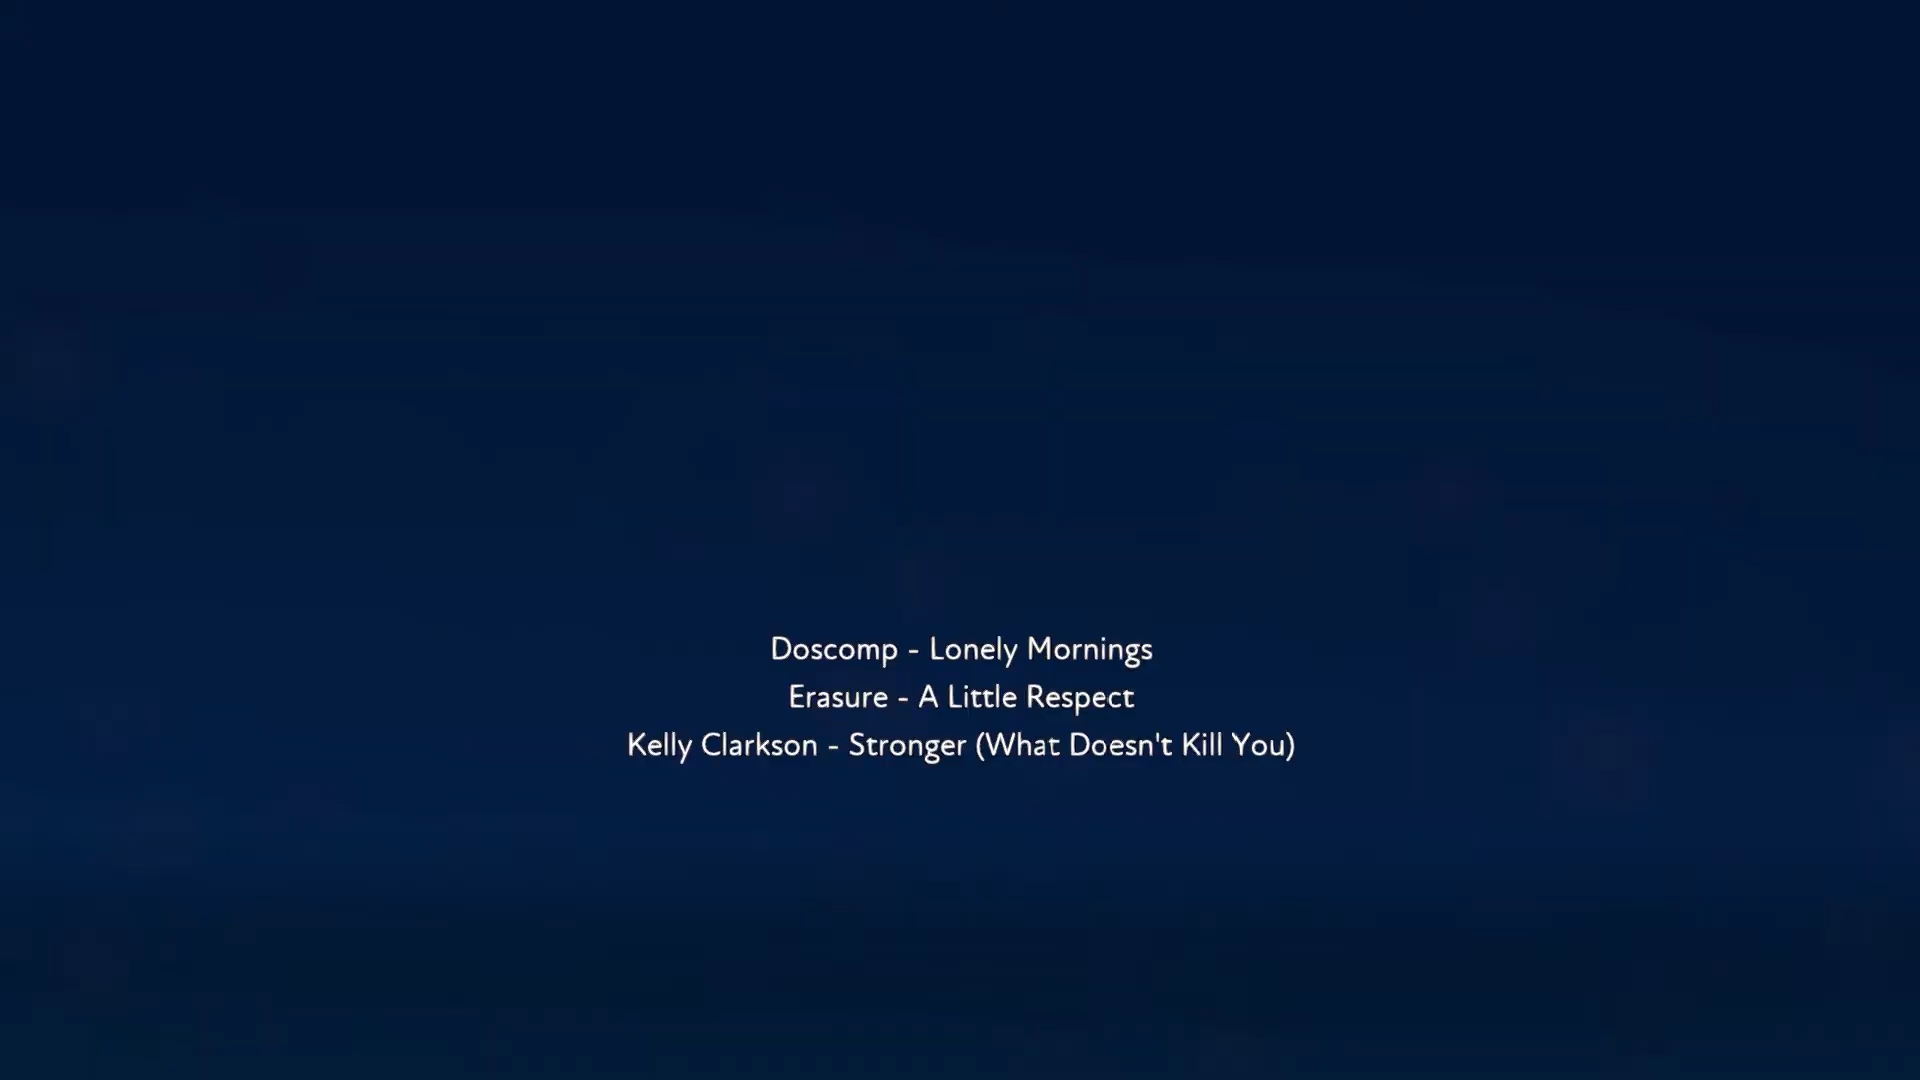 Doscomp - Lonely Mornings
Erasure - A Little Respect
Kelly Clarkson - Stronger (What Doesn't Kill You)